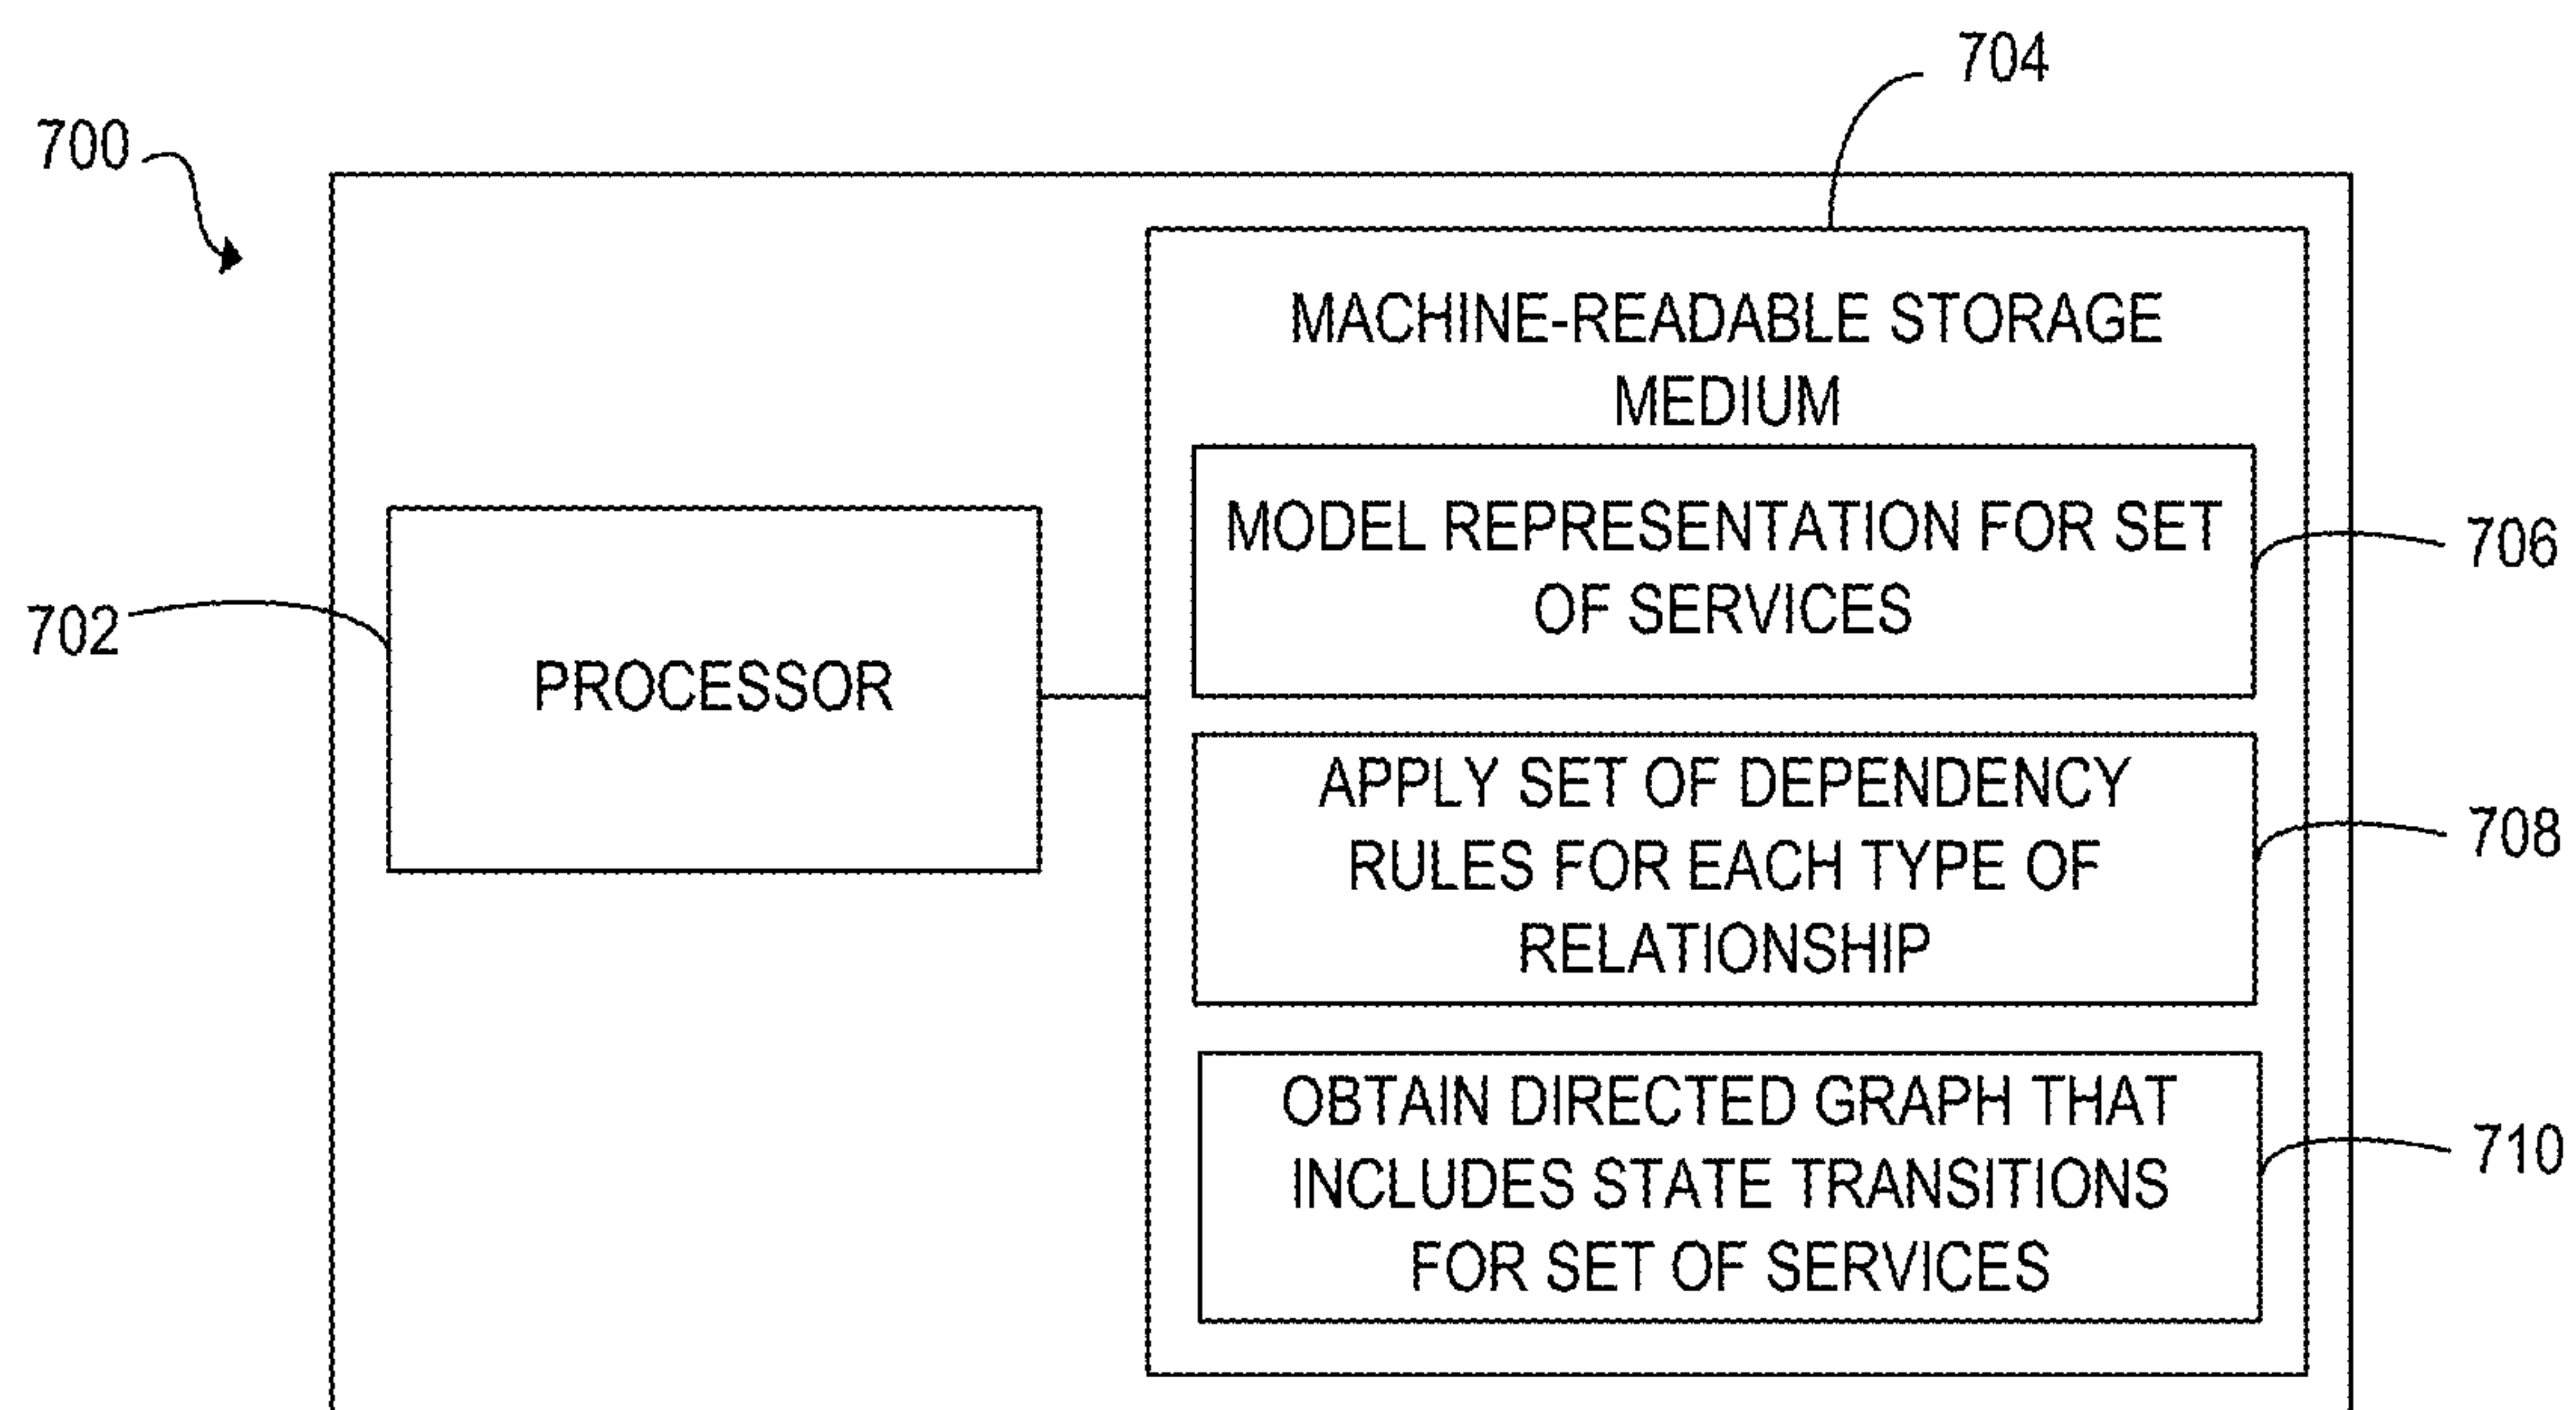 704
700
MACHINE-READABLE STORAGE
MEDIUM
MODEL REPRESENTATION FOR SET
OF SERVICES
706
702
PROCESSOR
APPLY SET OF DEPENDENCY
RULES FOR EACH TYPE OF
RELATIONSHIP
708
OBTAIN DIRECTED GRAPH THAT
INCLUDES STATE TRANSITIONS
FOR SET OF SERVICES
710